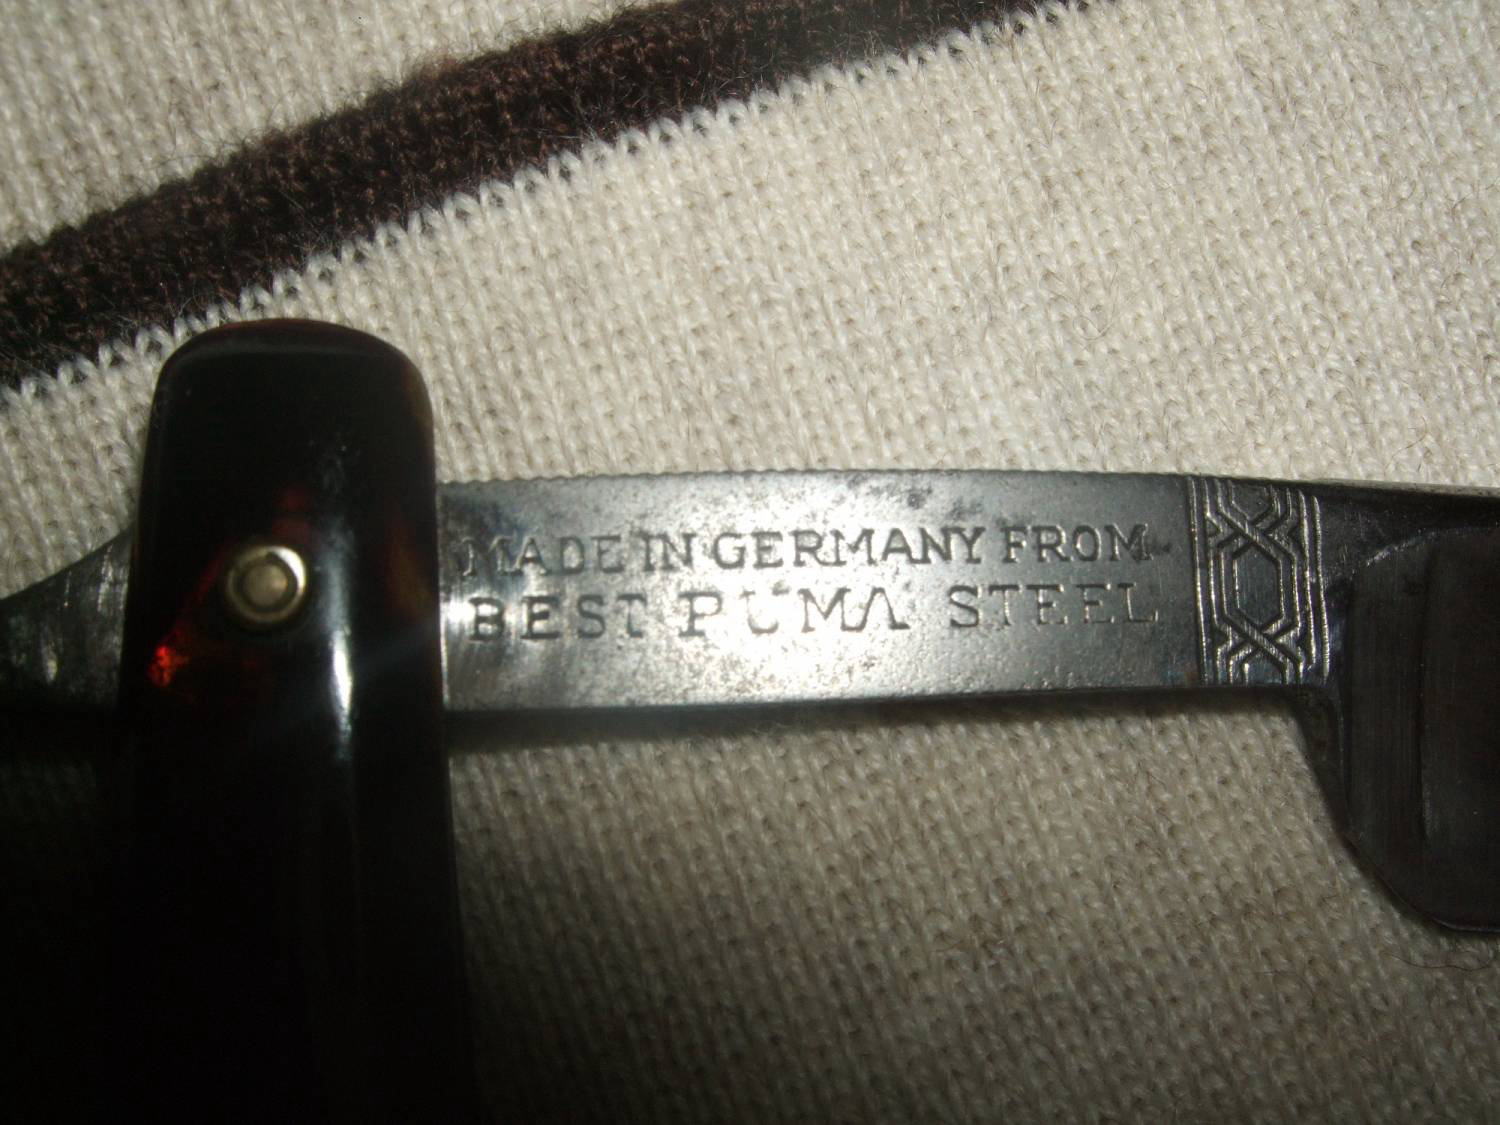 MADE IN GERMANY FROM
BEST PUMA STEEL